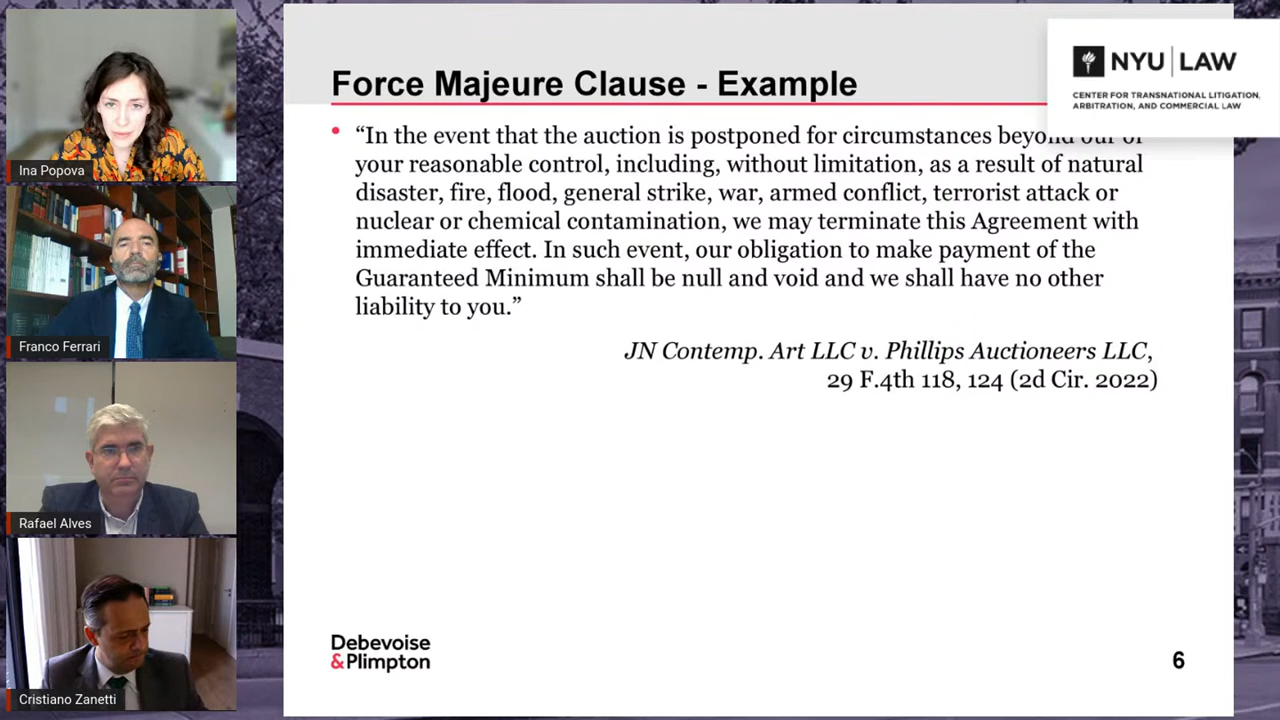 Ina Popova
Franco Ferrari
Rafael Alves
Cristiano Zanetti
Force Majeure Clause - Example
NYU | LAW
CENTER FOR TRANSNATIONAL LITIGATION,
ARBITRATION, AND COMMERCIAL LAW
• “In the event that the auction is postponed for circumstances beyond our or
your reasonable control, including, without limitation, as a result of natural
disaster, fire, flood, general strike, war, armed conflict, terrorist attack or
nuclear or chemical contamination, we may terminate this Agreement with
immediate effect. In such event, our obligation to make payment of the
Guaranteed Minimum shall be null and void and we shall have no other
liability to you.”
JN Contemp. Art LLC v. Phillips Auctioneers LLC,
29 F.4th 118, 124 (2d Cir. 2022)
Debevoise
&Plimpton
6